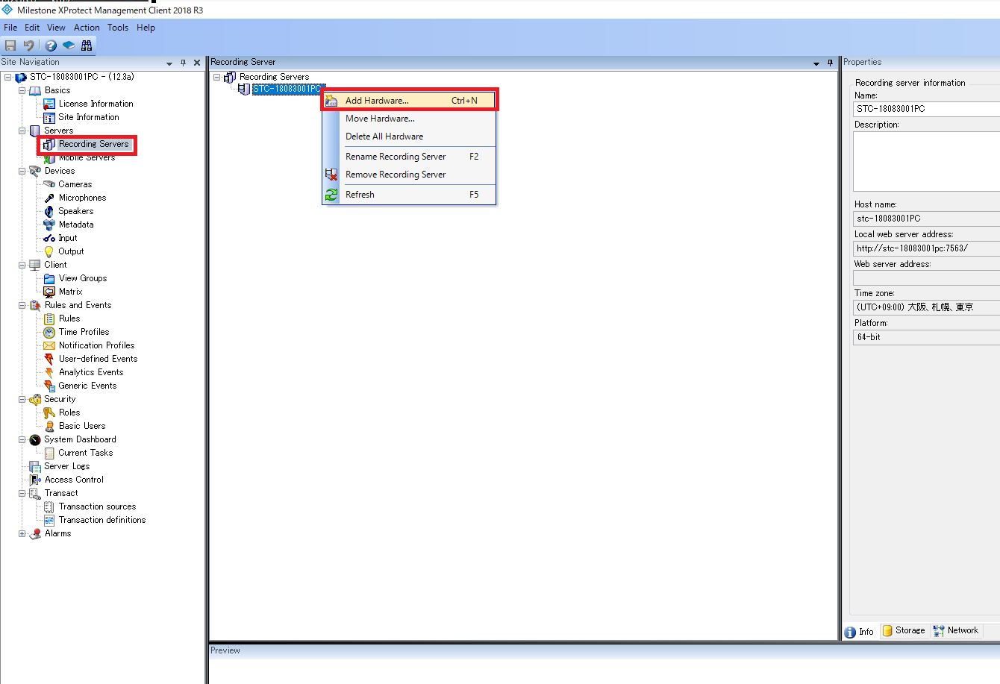 Milestone XProtect Management Client 2018 R3
File Edit View Action Tools Help
Site Navigation
STC-18083001PC - (12.3a)
Basics
License Information
Site Information
Servers
Recording Servers
Mobile Servers
Devices
Cameras
Microphones
Speakers
Metadata
Input
Output
Client
View Groups
Matrix
Rules and Events
Rules
Time Profiles
Notification Profiles
User-defined Events
Analytics Events
Generic Events
Security
Roles
Basic Users
System Dashboard
Current Tasks
Server Logs
Access Control
Transact
Transaction sources
Transaction definitions
Alarms
Recording Server
Recording Servers
STC-18083001PC
Add Hardware... Ctrl+N
Move Hardware...
Delete All Hardware
Rename Recording Server F2
Remove Recording Server
Refresh F5
Preview
Properties
Recording server information
Name:
STC-18083001PC
Description:
Host name:
stc-18083001PC
Local web server address:
http://stc-18083001pc:7563/
Web server address:
Time zone:
(UTC+09:00) 大阪、札幌、東京
Platform:
64-bit
Info Storage Network